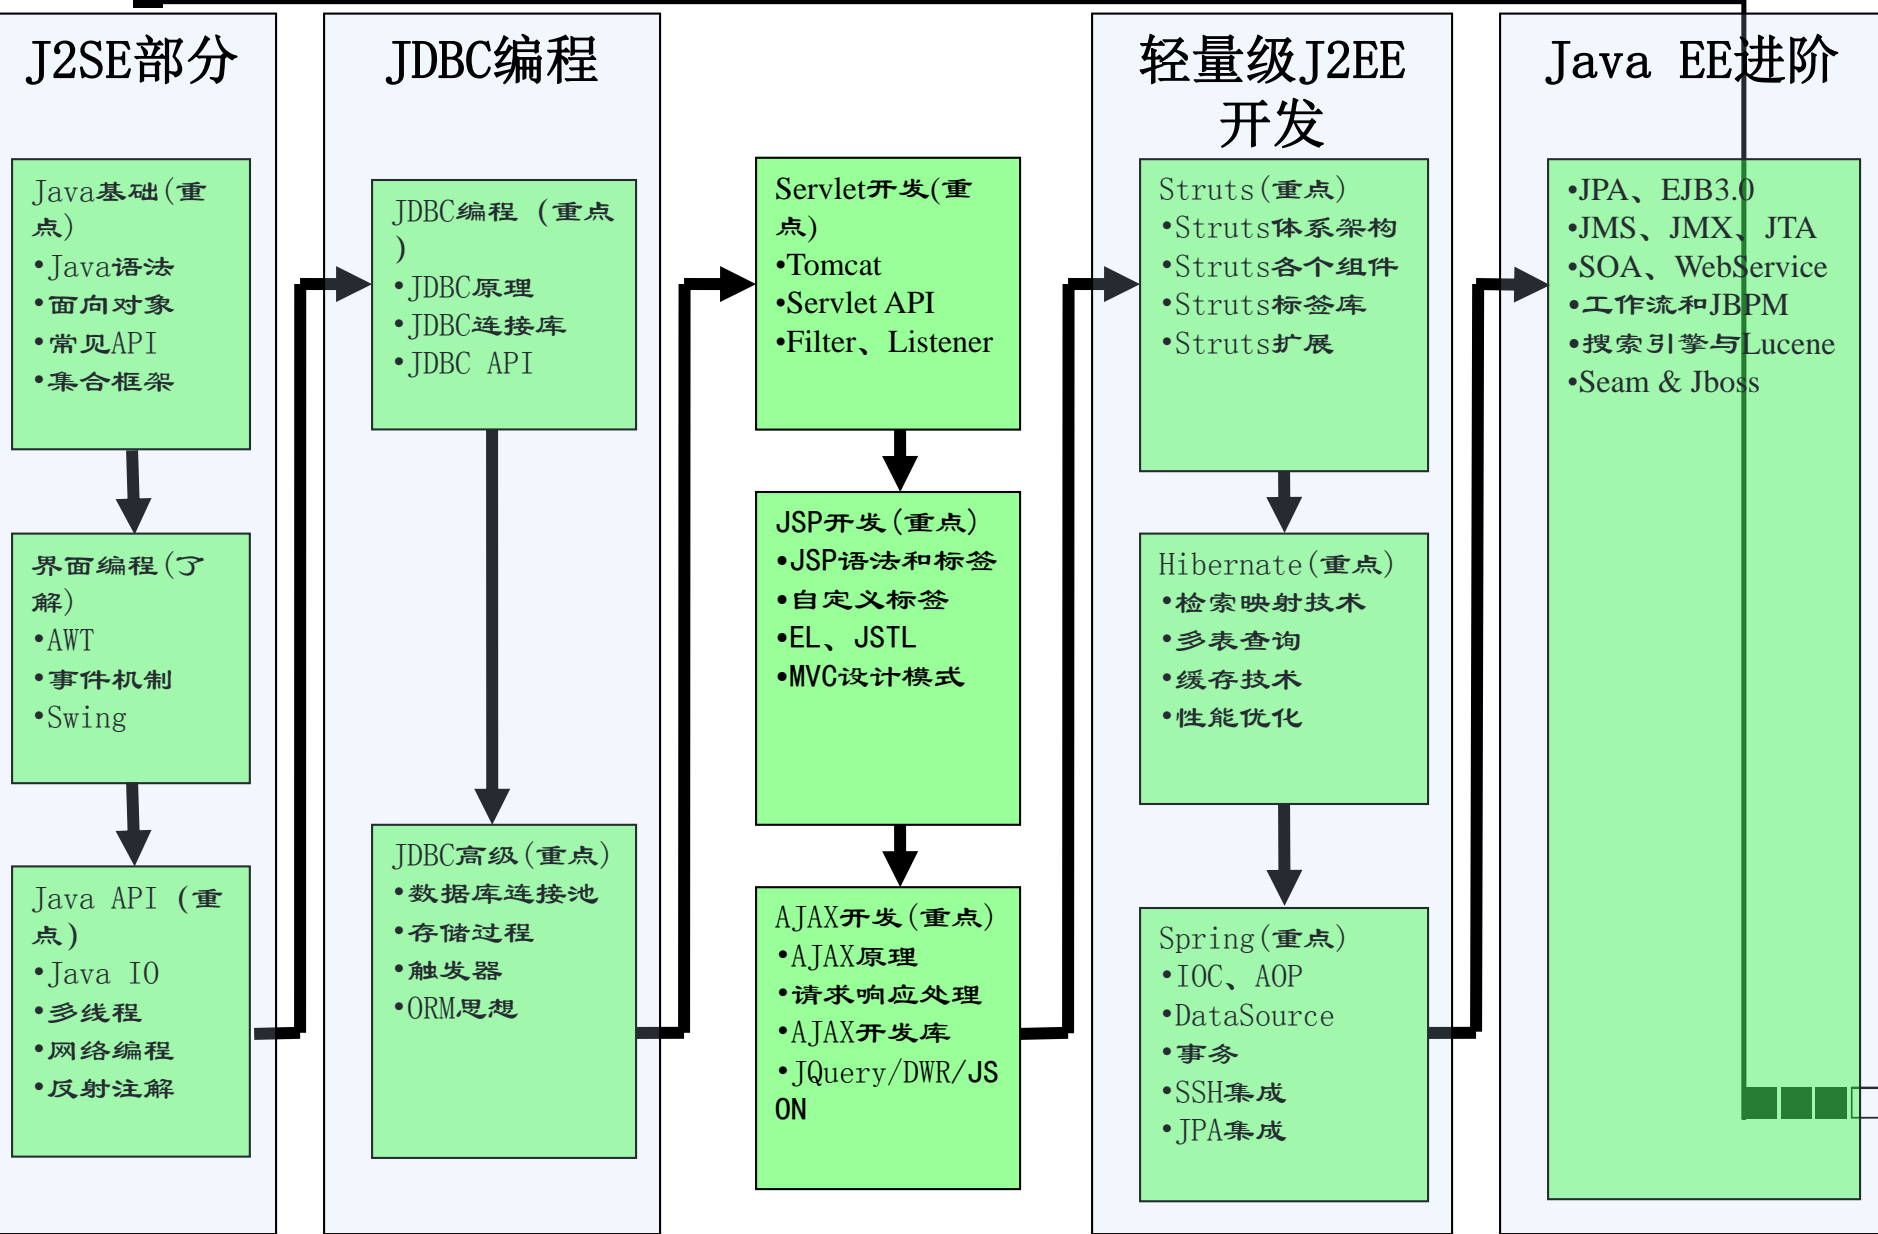 J2SE部分
Java基础(重
点)
•Java语法
•面向对象
•常见API
•集合框架
界面编程(了
解)
•AWT
•事件机制
•Swing
Java API (重
点)
•Java IO
•多线程
•网络编程
•反射注解
JDBC编程
JDBC编程 (重点
)
•JDBC原理
•JDBC连接库
•JDBC API
JDBC高级(重点)
•数据库连接池
•存储过程
•触发器
•ORM思想
Servlet开发(重
点)
•Tomcat
•Servlet API
•Filter、Listener
JSP开发(重点)
•JSP语法和标签
•自定义标签
•EL、JSTL
•MVC设计模式
AJAX开发(重点)
•AJAX原理
•请求响应处理
•AJAX开发库
•JQuery/DWR/JS
ON
轻量级J2EE
开发
Struts(重点)
•Struts体系架构
•Struts各个组件
•Struts标签库
•Struts扩展
Hibernate(重点)
•检索映射技术
•多表查询
•缓存技术
•性能优化
Spring(重点)
•IOC、AOP
•DataSource
•事务
•SSH集成
•JPA集成
Java EE进阶
•JPA、EJB3.0
•JMS、JMX、JTA
•SOA、WebService
•工作流和JBPM
•搜索引擎与Lucene
•Seam & Jboss